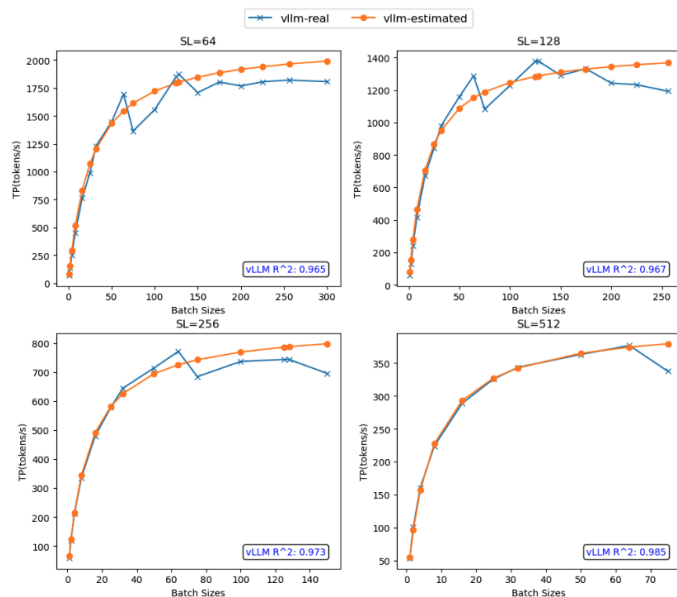 vllm-real vllm-estimated
SL=64
TP(tokens/s)
2000
1750
1500
1250
1000
750
500
250
0
vLLM R^2: 0.965
0 50 100 150 200 250 300
Batch Sizes
SL=128
TP(tokens/s)
1400
1200
1000
800
600
400
200
0
vLLM R^2: 0.967
0 50 100 150 200 250
Batch Sizes
SL=256
TP(tokens/s)
800
700
600
500
400
300
200
100
vLLM R^2: 0.973
0 20 40 60 80 100 120 140
Batch Sizes
SL=512
TP(tokens/s)
350
300
250
200
150
100
50
vLLM R^2: 0.985
0 10 20 30 40 50 60 70
Batch Sizes